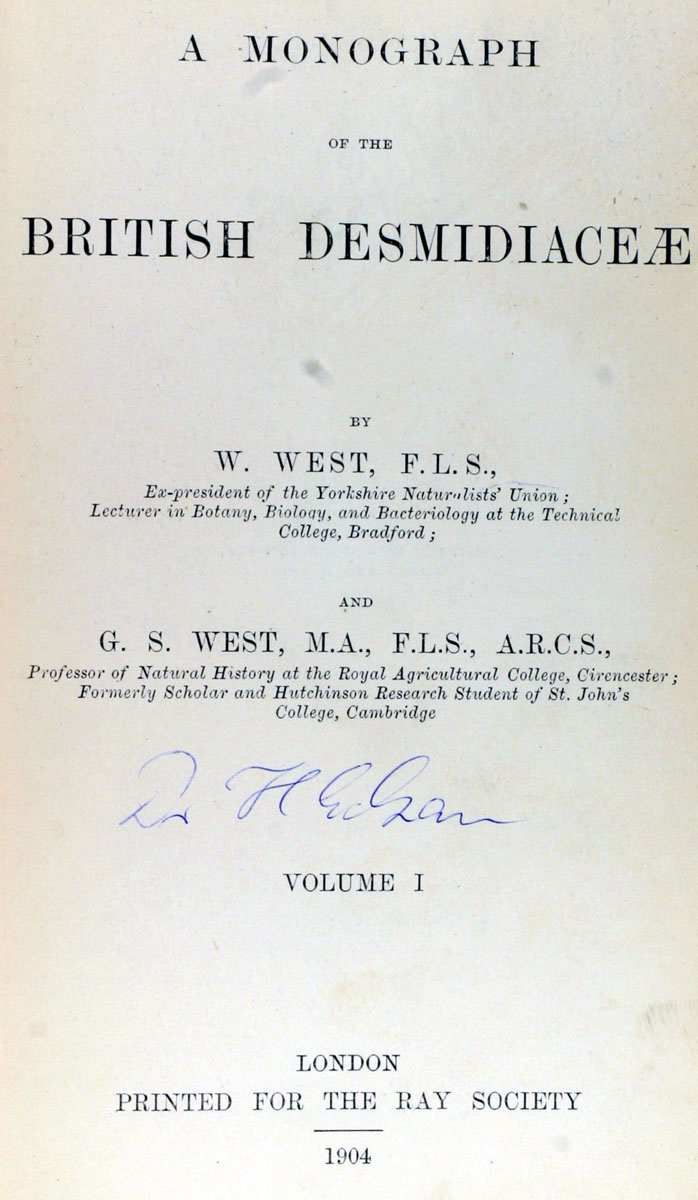 A MONOGRAPH
OF THE
BRITISH DESMIDIACEÆ
BY
W. WEST, F.L.S.,
Ex-president of the Yorkshire Naturalists' Union;
Lecturer in Botany, Biology, and Bacteriology at the Technical
College, Bradford;
AND
G. S. WEST, M.A., F.L.S., A.R.C.S.,
Professor of Natural History at the Royal Agricultural College, Cirencester;
Formerly Scholar and Hutchinson Research Student of St. John's
College, Cambridge
Dr H
VOLUME I
LONDON
PRINTED FOR THE RAY SOCIETY
1904